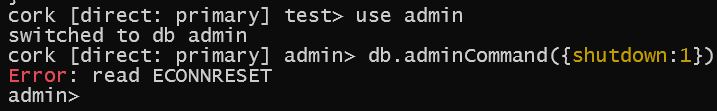 cork [direct: primary] test> use admin
switched to db admin
cork [direct: primary] admin> db.adminCommand({shutdown:1})
Error: read ECONNRESET
admin>